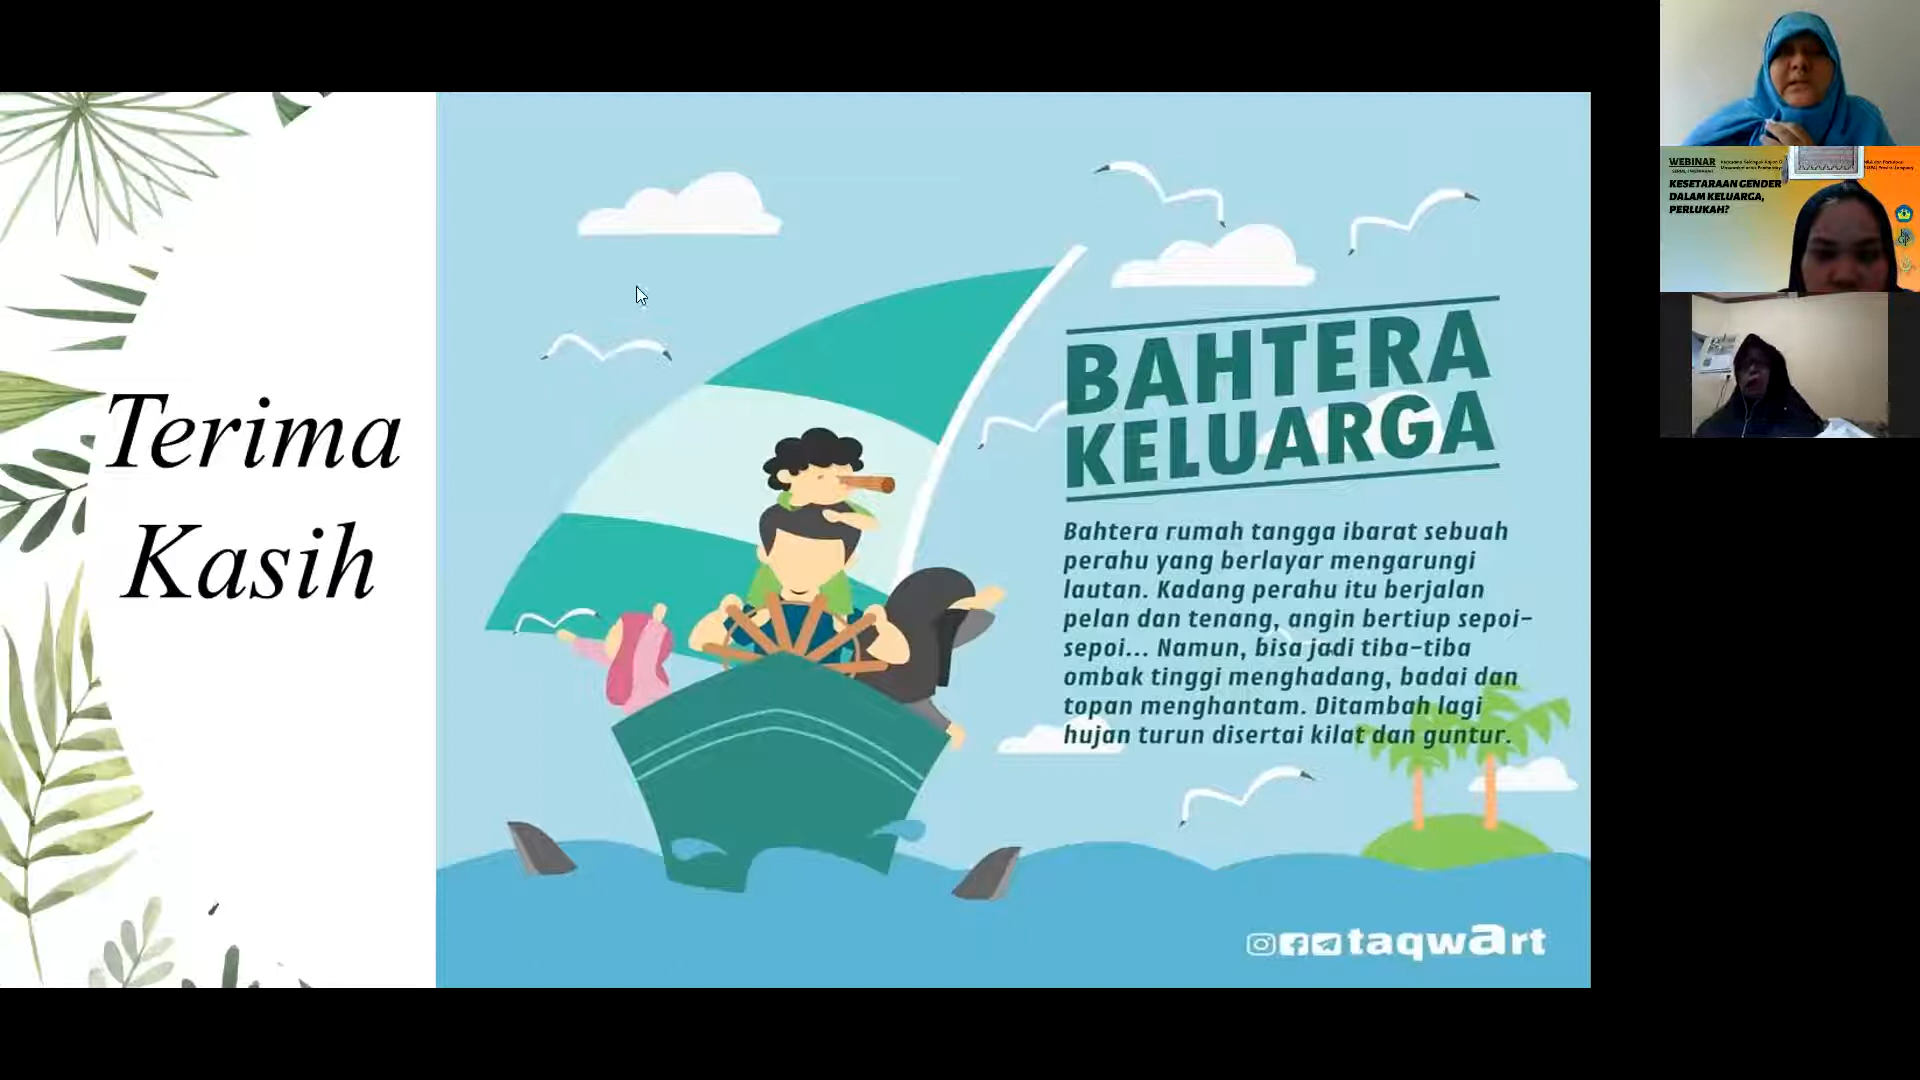 Terima
Kasih
BAHTERA
KELUARGA
Bahtera rumah tangga ibarat sebuah
perahu yang berlayar mengarungi
lautan. Kadang perahu itu berjalan
pelan dan tenang, angin bertiup sepoi-
sepoi... Namun, bisa jadi tiba-tiba
ombak tinggi menghadang, badai dan
topan menghantam. Ditambah lagi
hujan turun disertai kilat dan guntur.
taqwart
WEBINAR
KESETARAAN GENDER
DALAM KELUARGA,
PERLUKAH?